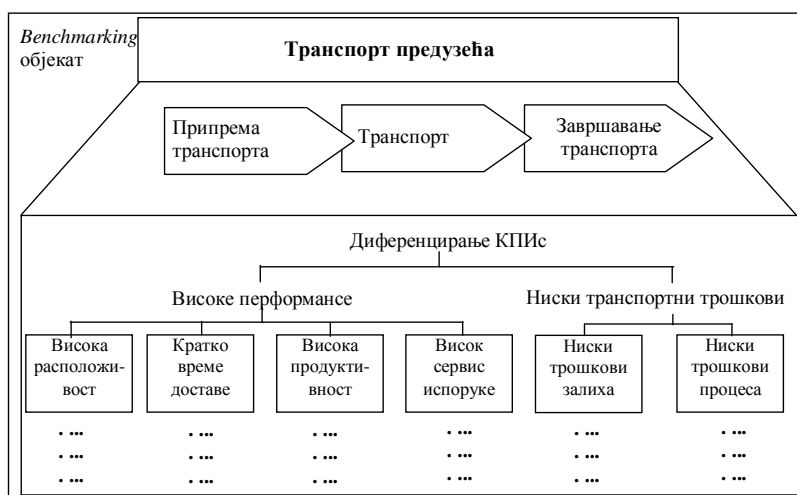 Benchmarking
објекат
Транспорт предузећа
Припрема
транспорта
Транспорт
Завршавање
транспорта
Диференцирање КПИс
Високе перформансе
Ниски транспортни трошкови
Висока
расположи-
вост
Кратко
време
доставе
Висока
продукти-
вност
Висок
сервис
испоруке
Ниски
трошкови
залиха
Ниски
трошкови
процеса
. ... . ... . ... . ... . ... . ...
. ... . ... . ... . ... . ... . ...
. ... . ... . ... . ... . ... . ...